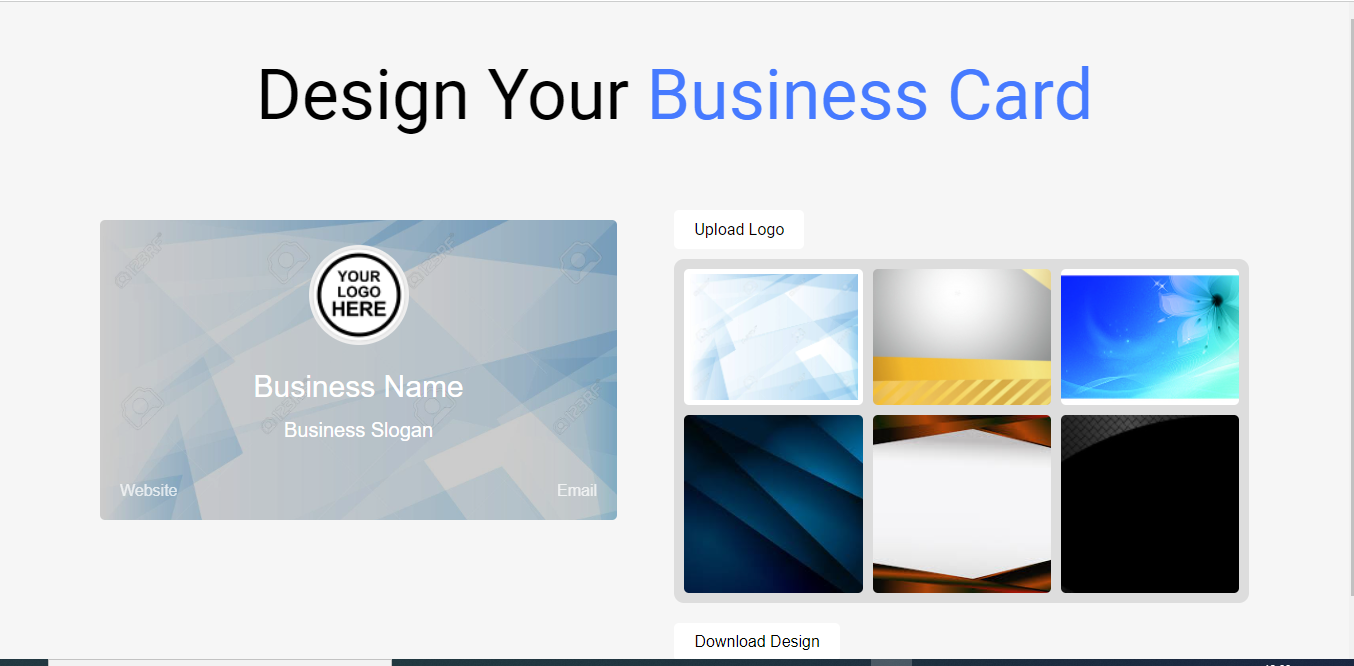 Design Your Business Card
Upload Logo
YOUR
LOGO
HERE
Business Name
Business Slogan
Website
Email
Download Design